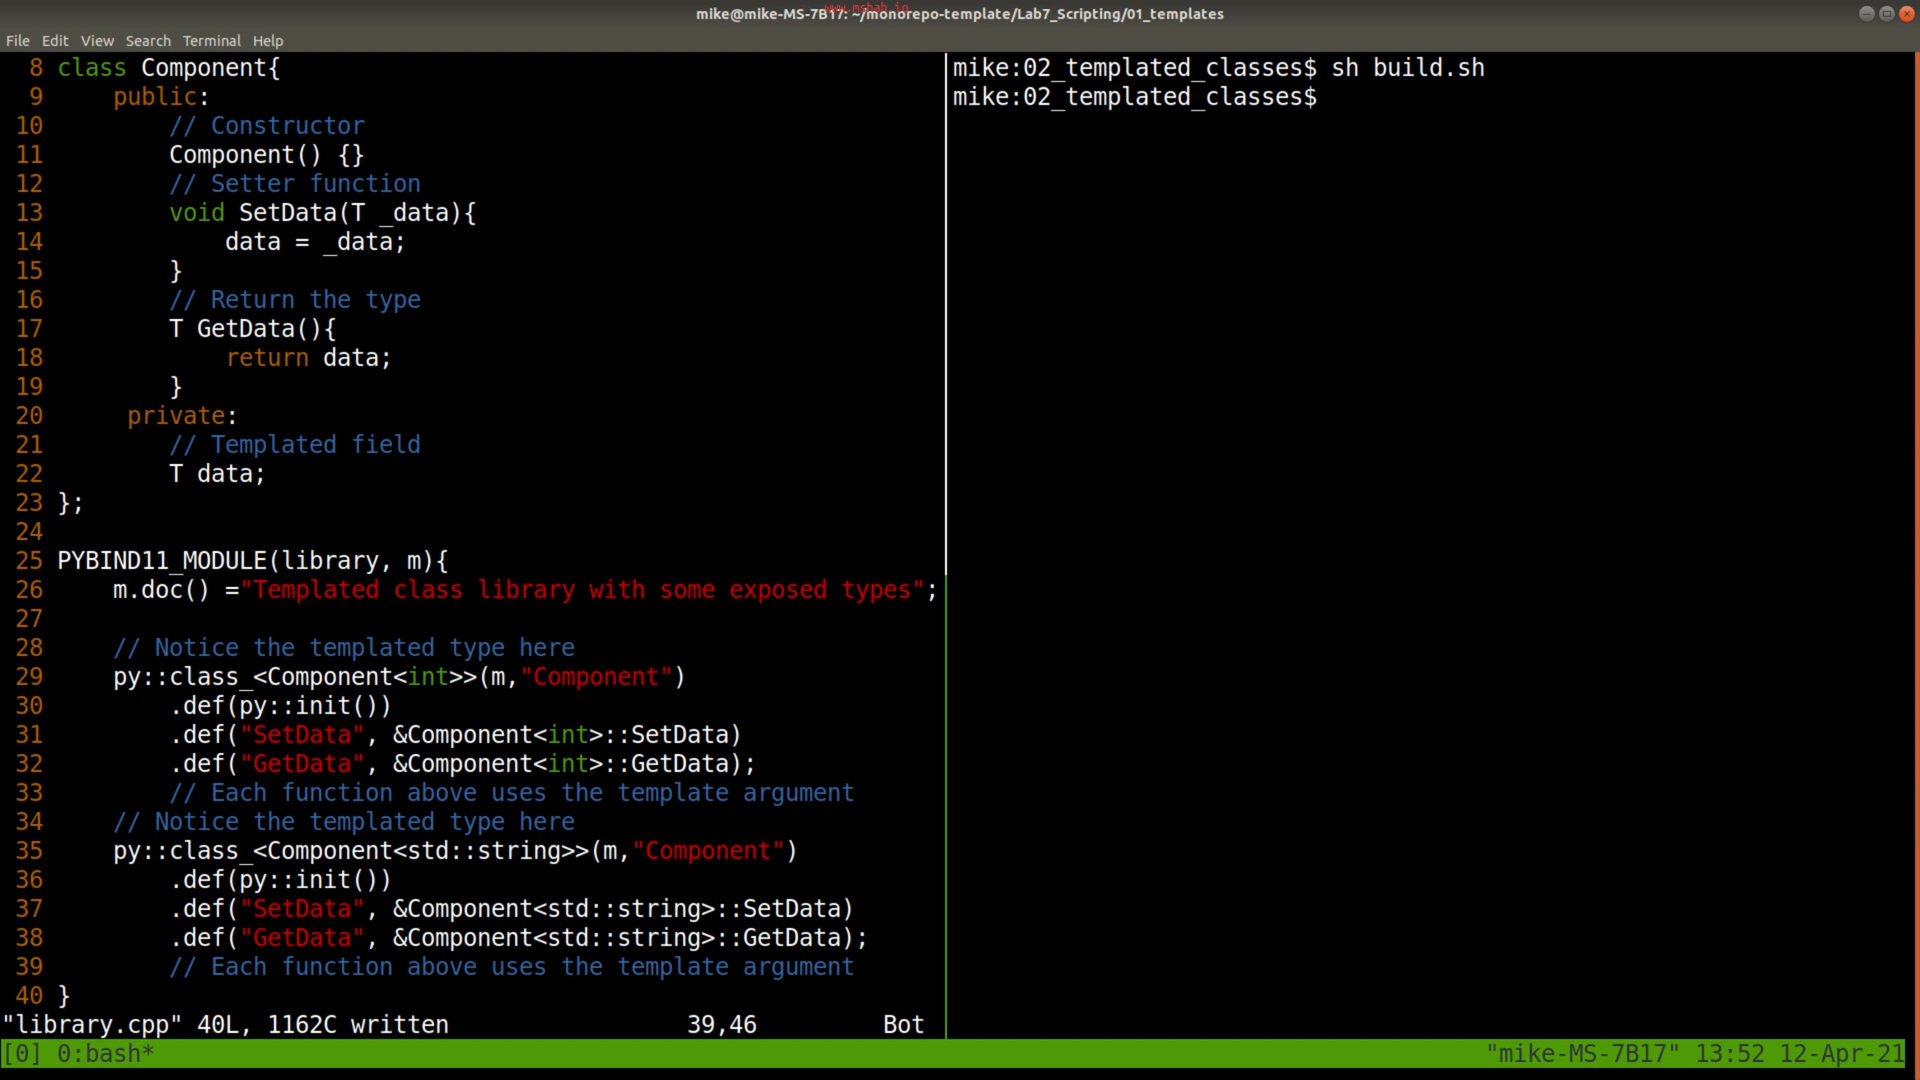 mike@mike-MS-7B17: ~/monorepo-template/Lab7_Scripting/01_templates
File Edit View Search Terminal Help
8 class Component{
9     public:
10         // Constructor
11         Component() {}
12         // Setter function
13         void SetData(T _data){
14             data = _data;
15         }
16         // Return the type
17         T GetData(){
18             return data;
19         }
20      private:
21         // Templated field
22         T data;
23 };
24
25 PYBIND11_MODULE(library, m){
26     m.doc() ="Templated class library with some exposed types";
27
28     // Notice the templated type here
29     py::class_<Component<int>>(m,"Component")
30         .def(py::init())
31         .def("SetData", &Component<int>::SetData)
32         .def("GetData", &Component<int>::GetData);
33         // Each function above uses the template argument
34     // Notice the templated type here
35     py::class_<Component<std::string>>(m,"Component")
36         .def(py::init())
37         .def("SetData", &Component<std::string>::SetData)
38         .def("GetData", &Component<std::string>::GetData);
39         // Each function above uses the template argument
40 }
"library.cpp" 40L, 1162C written 39,46 Bot
mike:02_templated_classes$ sh build.sh
mike:02_templated_classes$
[0] 0:bash* "mike-MS-7B17" 13:52 12-Apr-21